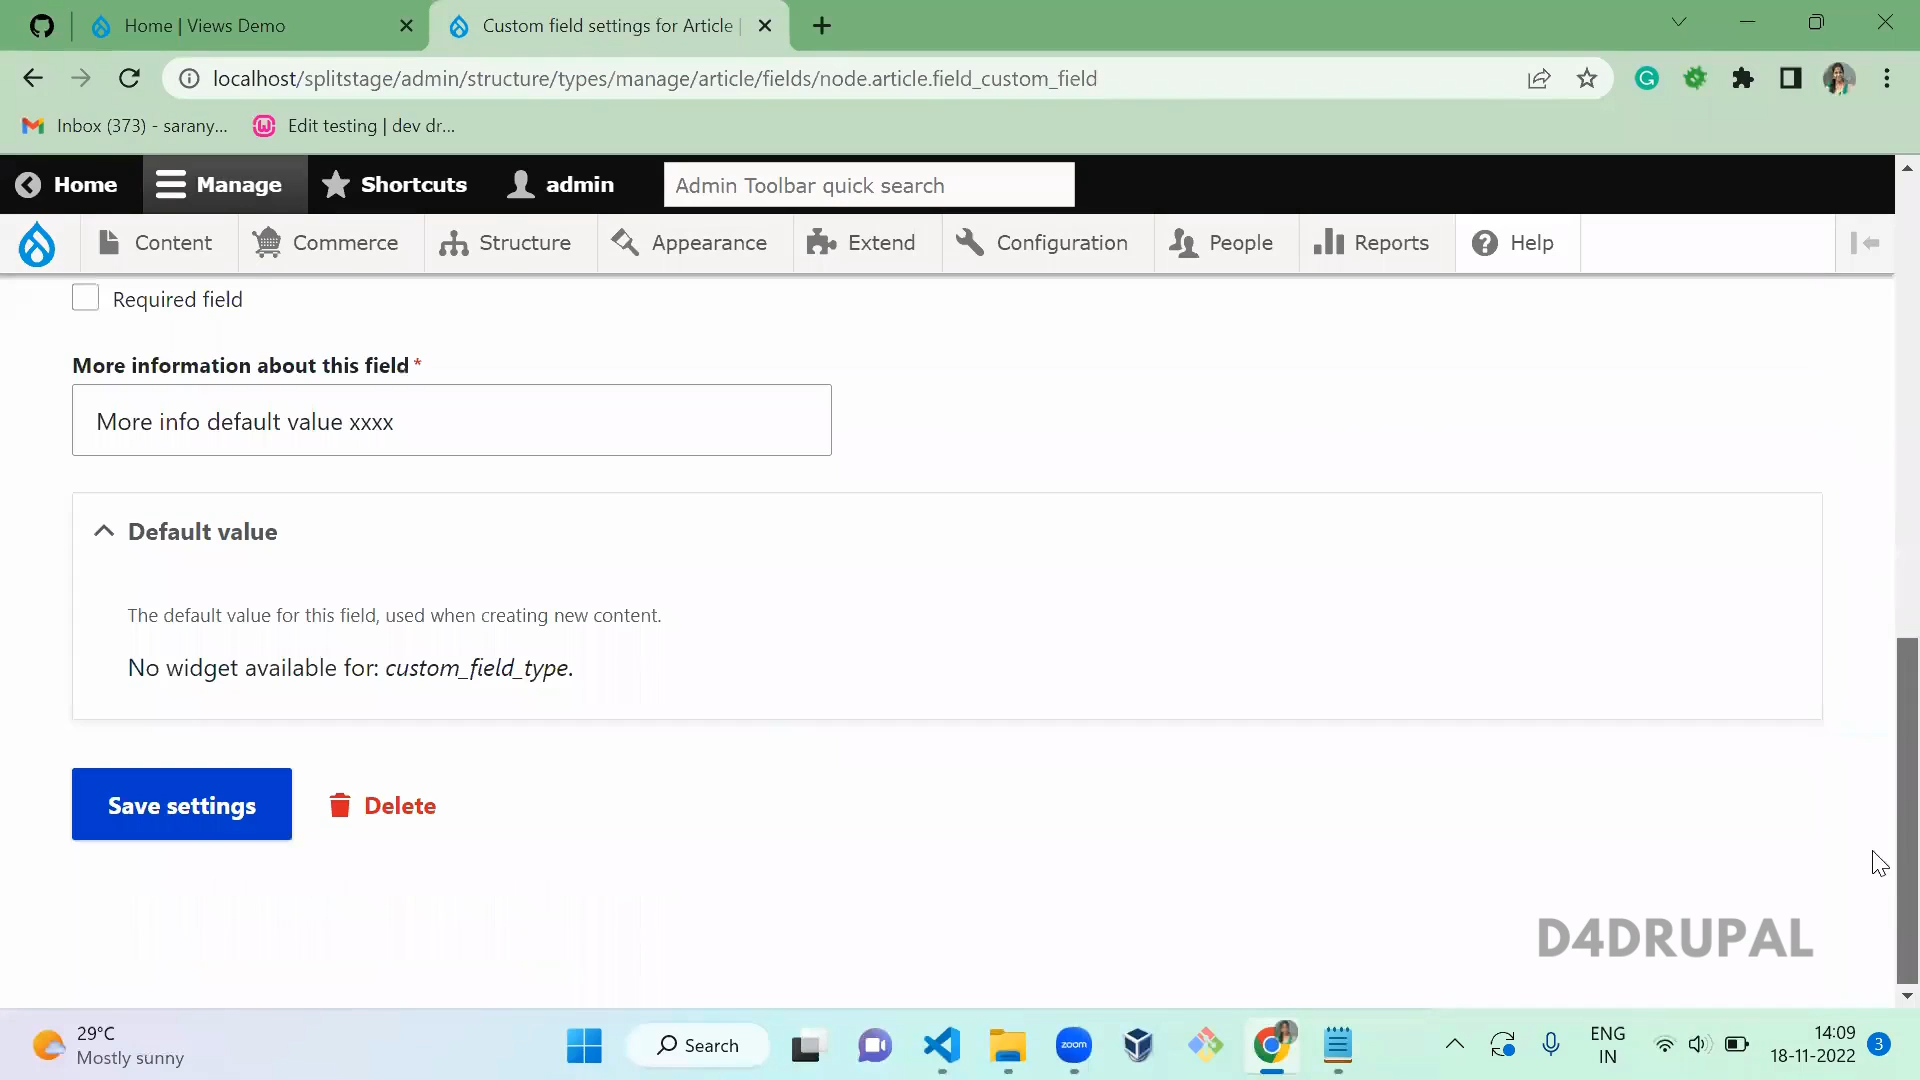 Home | Views Demo
Custom field settings for Article |
localhost/splitstage/admin/structure/types/manage/article/fields/node.article.field_custom_field
Inbox (373) - sarany...
Edit testing | dev dr...
Home
Manage
Shortcuts
admin
Admin Toolbar quick search
Content
Commerce
Structure
Appearance
Extend
Configuration
People
Reports
Help
Required field
More information about this field *
More info default value xxxx
Default value
The default value for this field, used when creating new content.
No widget available for: custom_field_type.
Save settings
Delete
D4DRUPAL
29°C
Mostly sunny
Search
zoom
ENG
IN
14:09
18-11-2022
3